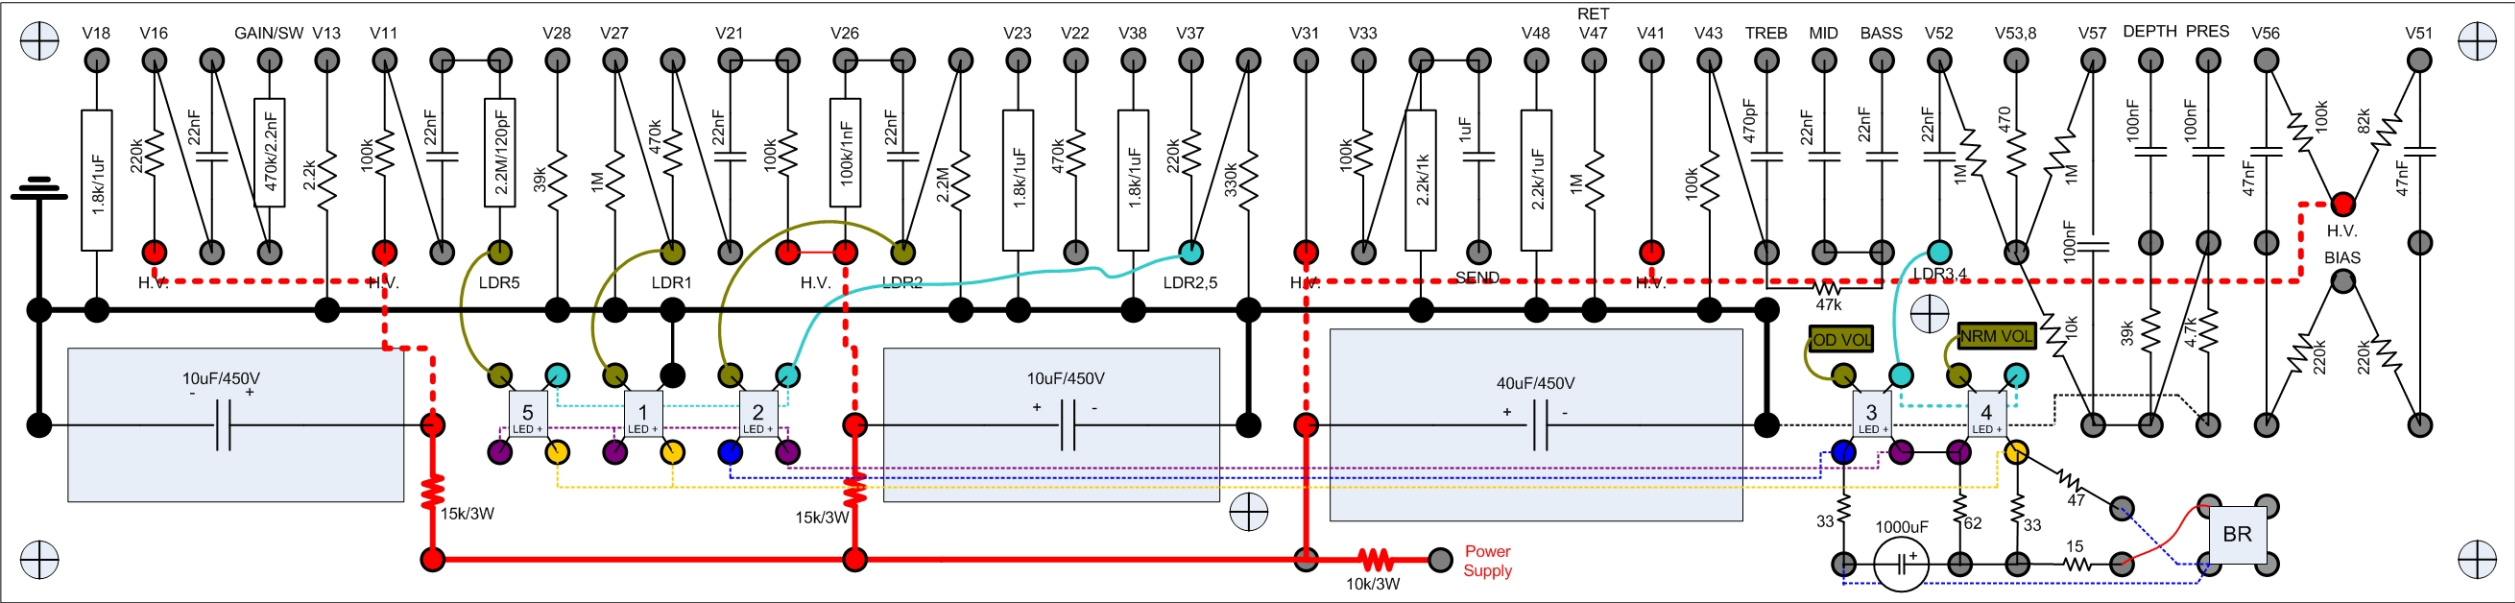 RET
V18 V16 GAIN/SW V13 V11 V28 V27 V21 V26 V23 V22 V38 V37 V31 V33 V48 V47 V41 V43 TREB MID BASS V52 V53,8 V57 DEPTH PRES V56 V51
1.8k/1uF
220k
22nF
470k/2.2nF
2.2k
100k
22nF
2.2M/120pF
39k
1M
470k
22nF
100k
100k/1nF
22nF
2.2M
1.8k/1uF
470k
1.8k/1uF
220k
330k
100k
2.2k/1k
1uF
2.2k/1uF
1M
100k
470pF
22nF
22nF
22nF
1M
470
1M
100nF
100nF
100nF
47nF
100k
82k
47nF
H.V. H.V. LDR5 LDR1 H.V. LDR2 LDR2,5 H.V. SEND H.V. LDR3,4 H.V.
BIAS
47k
10k
39k
4.7k
220k
220k
OD VOL
NRM VOL
10uF/450V
- +
10uF/450V
+ -
40uF/450V
+ -
5
LED +
1
LED +
2
LED +
3
LED +
4
LED +
47
15k/3W
15k/3W
33
1000uF
+
62
33
15
BR
10k/3W
Power
Supply